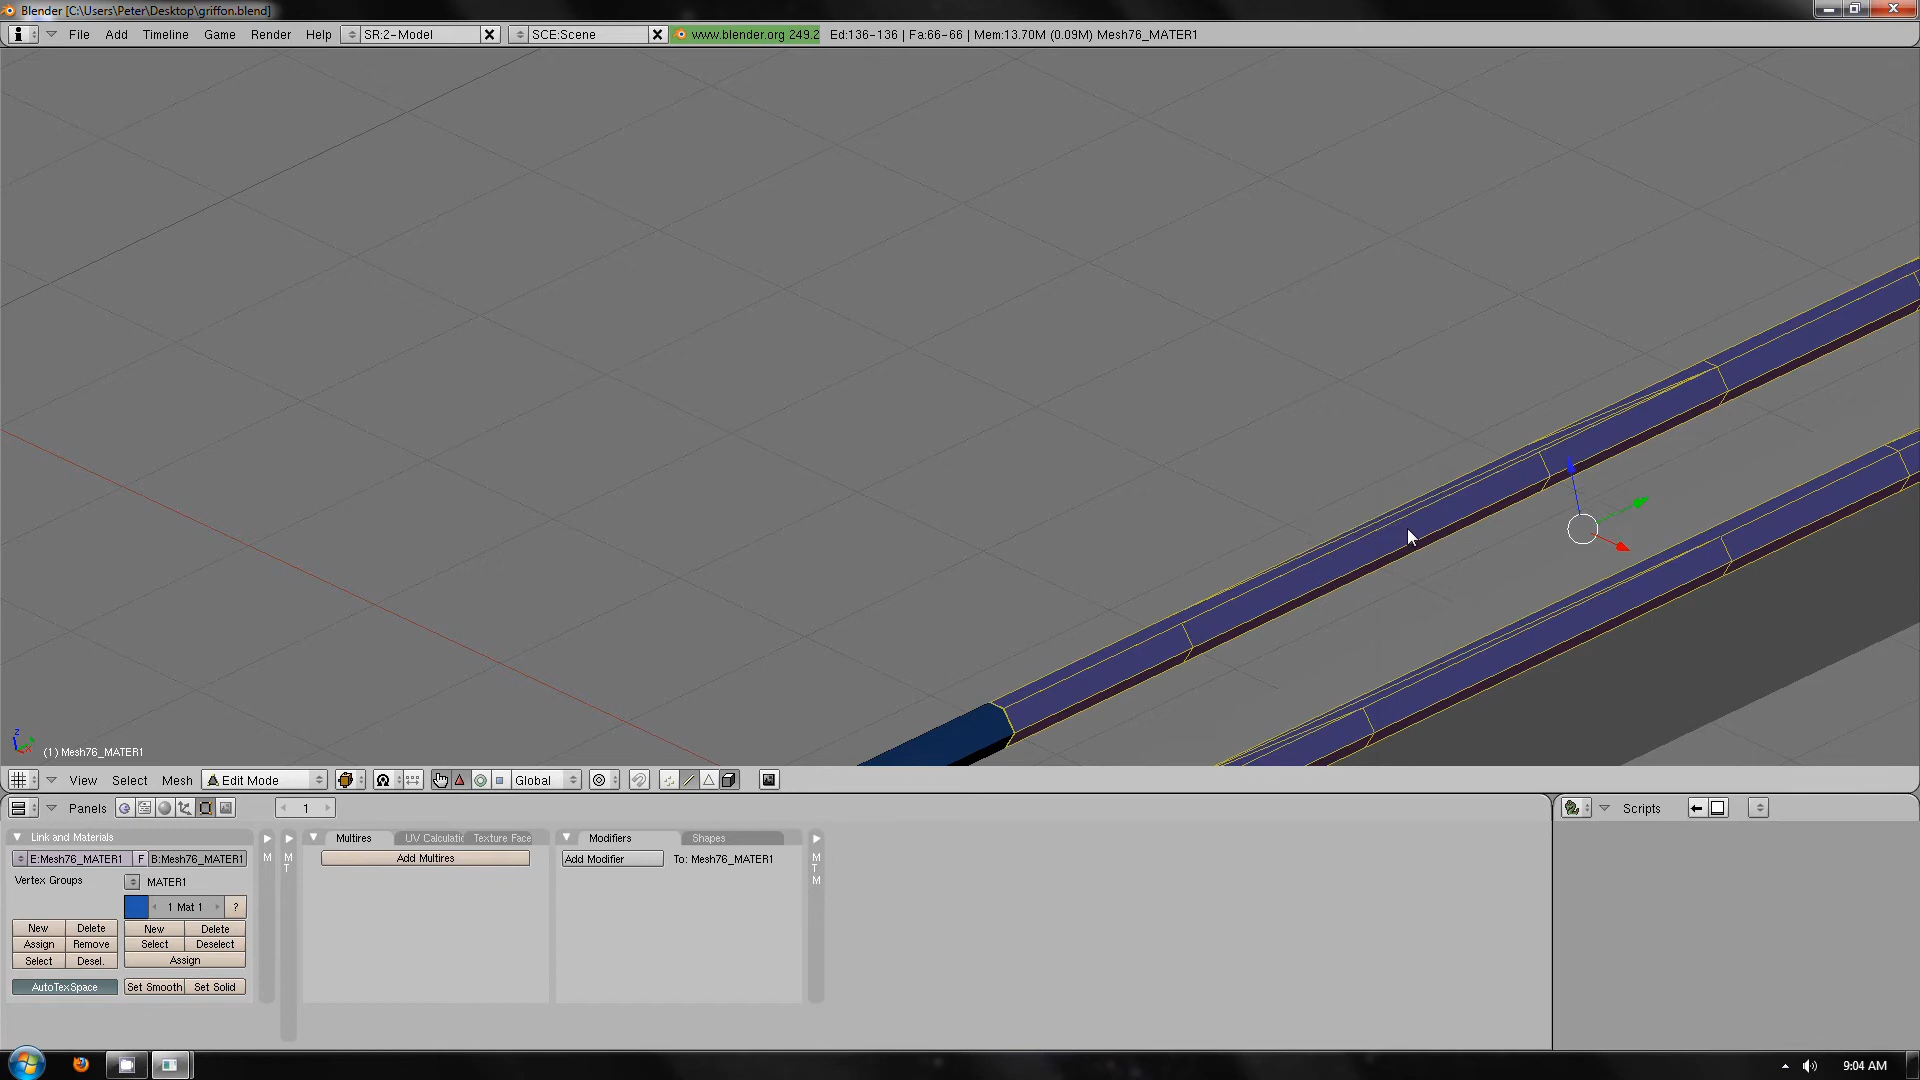 Blender [C:\Users\Peter\Desktop\griffon.blend]
File Add Timeline Game Render Help SR:2-Model SCE:Scene www.blender.org 249.2 Ed:136-136 | Fa:66-66 | Mem:13.70M (0.09M) Mesh76_MATER1
z
(1) Mesh76_MATER1
View Select Mesh Edit Mode Global
Panels 1 Scripts
Link and Materials Multires UV Calculatic Texture Face Modifiers Shapes
E:Mesh76_MATER1 F B:Mesh76_MATER1 M M Add Multires Add Modifier To: Mesh76_MATER1 M
T T
Vertex Groups MATER1 M
1 Mat 1 ?
New Delete New Delete
Assign Remove Select Deselect
Select Desel. Assign
AutoTexSpace Set Smooth Set Solid
9:04 AM